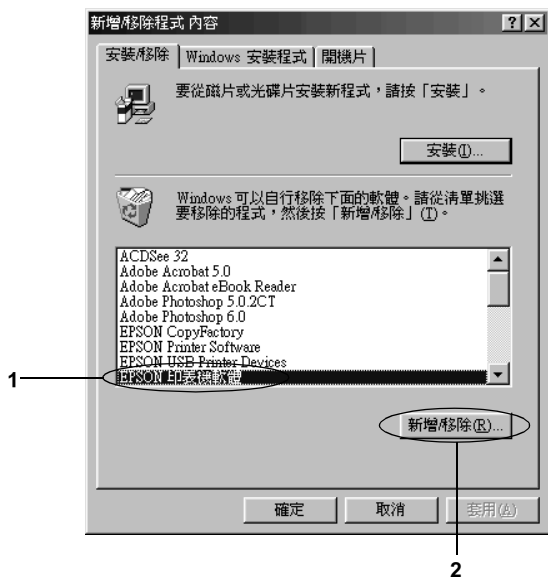 新增/移除程式 內容
安裝/移除
Windows 安裝程式
開機片
要從磁片或光碟片安裝新程式，請按「安裝」。
安裝(I)...
Windows 可以自行移除下面的軟體。請從清單挑選
要移除的程式，然後按「新增/移除」(T)。
ACDSee 32
Adobe Acrobat 5.0
Adobe Acrobat eBook Reader
Adobe Photoshop 5.0.2CT
Adobe Photoshop 6.0
EPSON CopyFactory
EPSON Printer Software
EPSON USB Printer Devices
EPSON 印表機軟體
1
新增/移除(R)...
確定
取消
套用(A)
2